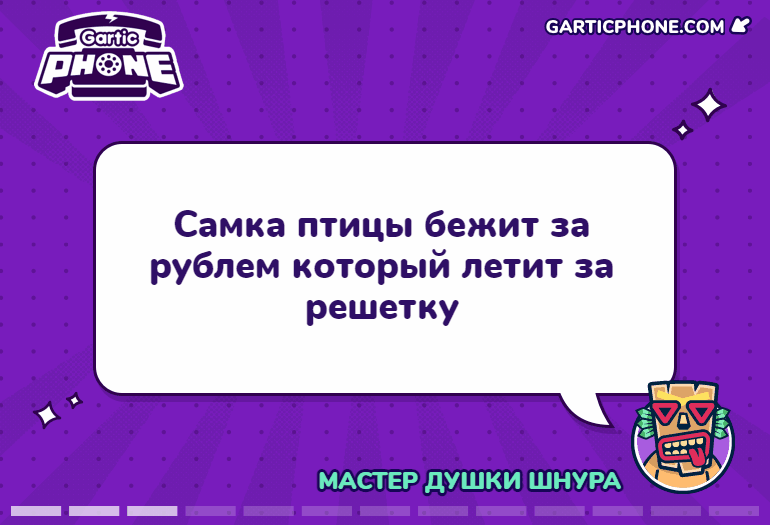 Gartic
PHONE
GARTICPHONE.COM
Самка птицы бежит за
рублем который летит за
решетку
МАСТЕР ДУШКИ ШНУРА